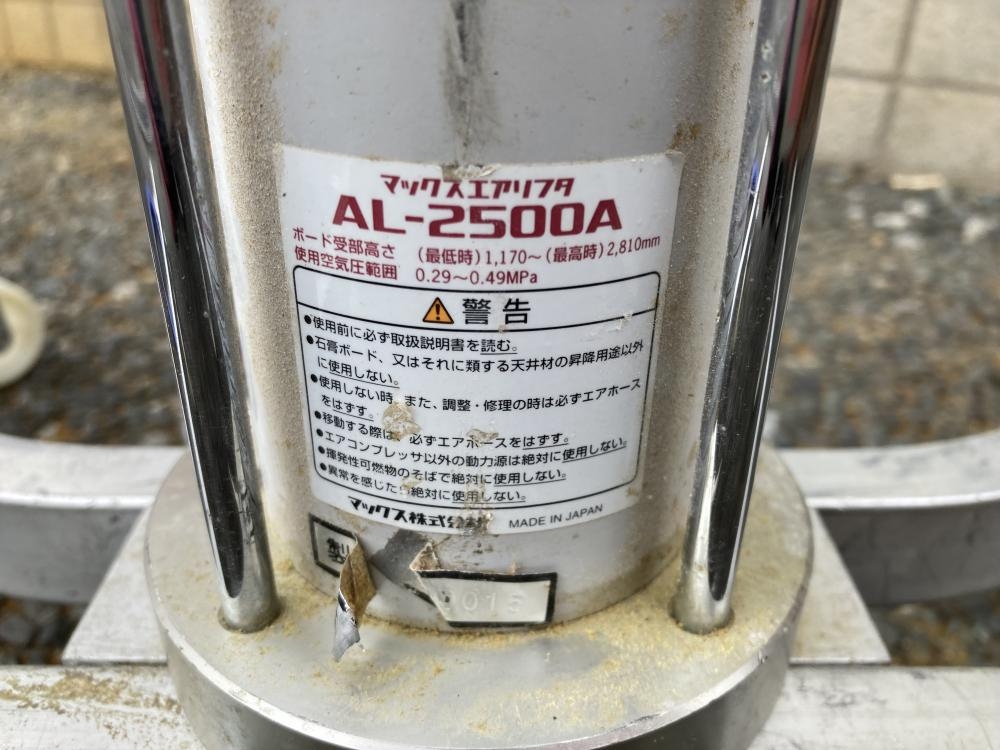 マックスエアリフタ
AL-2500A
ボード受部高さ (最低時)1,170～(最高時)2,810mm
使用空気圧範囲 0.29～0.49MPa
⚠警告
●使用前に必ず取扱説明書を読む。
●石膏ボード、又はそれに類する天井材の昇降用途以外
に使用しない。
●使用しない時、また、調整・修理の時は必ずエアホース
をはずす。
●移動する際は、必ずエアホースをはずす。
●エアコンプレッサ以外の動力源は絶対に使用しない。
●揮発性可燃物のそばで絶対に使用しない。
●異常を感じたら絶対に使用しない。
マックス株式会社 MADE IN JAPAN
製